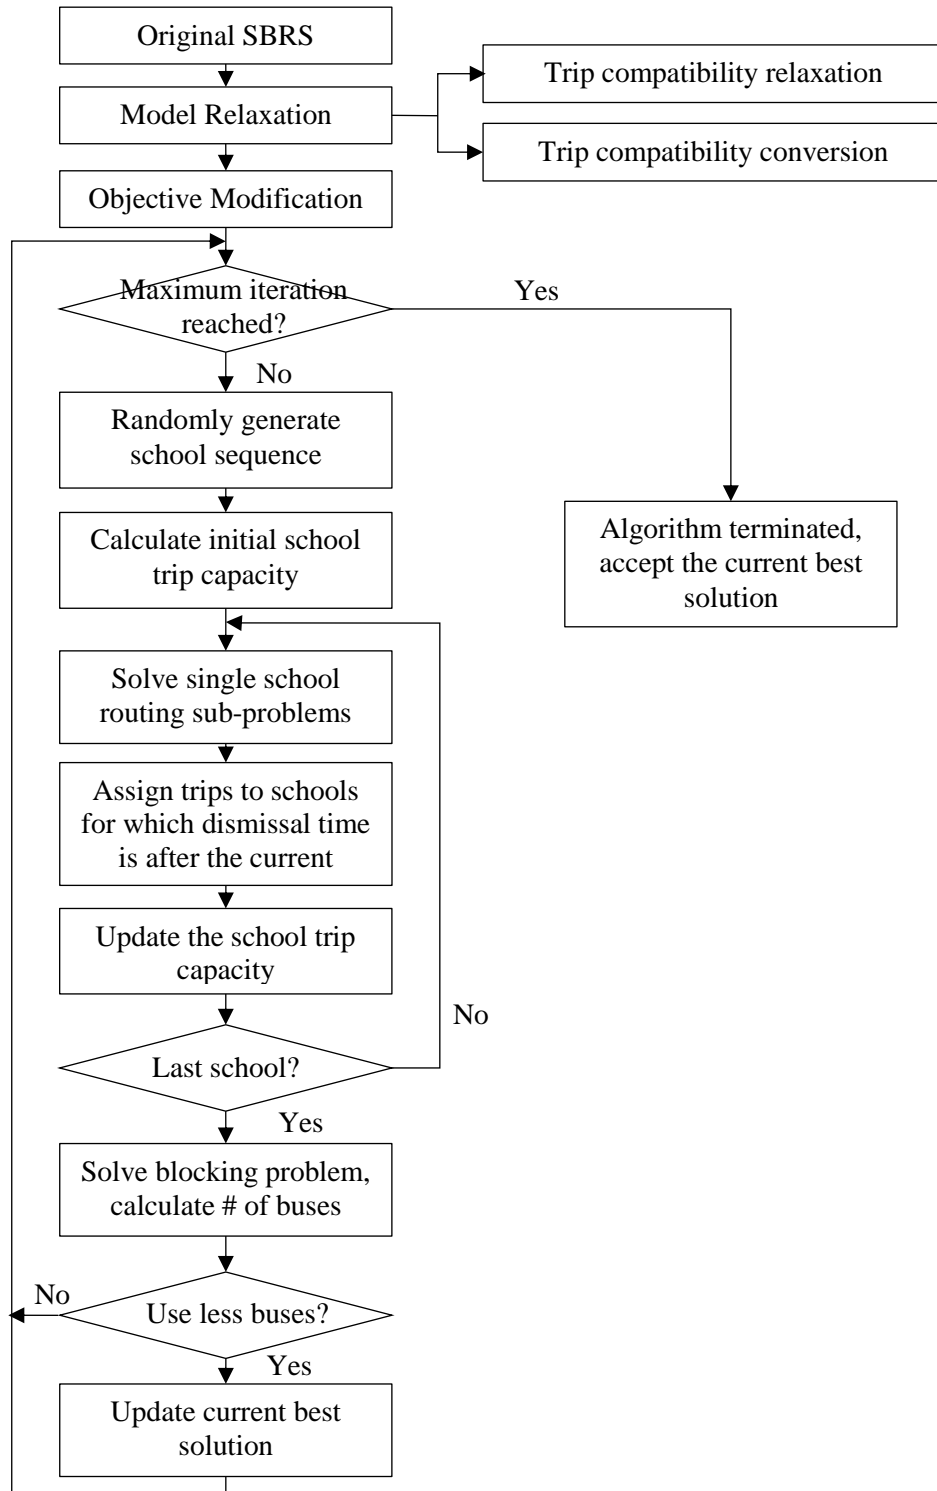 Original SBRS
Trip compatibility relaxation
Model Relaxation
Trip compatibility conversion
Objective Modification
Maximum iteration
reached?
Yes
No
Randomly generate
school sequence
Calculate initial school
trip capacity
Algorithm terminated,
accept the current best
solution
Solve single school
routing sub-problems
Assign trips to schools
for which dismissal time
is after the current
Update the school trip
capacity
No
Last school?
Yes
Solve blocking problem,
calculate # of buses
No
Use less buses?
Yes
Update current best
solution